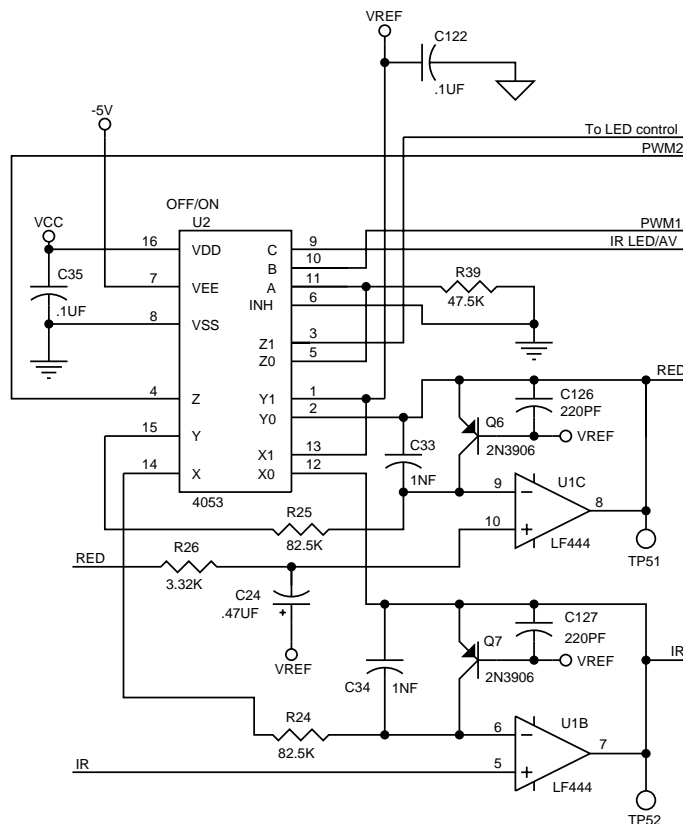 VREF
C122
.1UF
-5V
To LED control
PWM2
OFF/ON
U2
VCC
16 VDD C 9 PWM1
10 IR LED/AV
B
C35
.1UF
7 VEE A 11 R39
47.5K
INH 6
8 VSS
Z1 3
Z0 5
4 Z Y1 1 RED
Y0 2
C126
220PF
15 Y Q6
VREF
2N3906
C33
1NF
X1 13
14 X X0 12
4053
9 − U1C
8
10 +
LF444
TP51
R25
82.5K
RED R26
3.32K
C24
.47UF
+
VREF
C127
220PF
Q7
VREF
2N3906
IR
C34 1NF
R24
82.5K
6 − U1B
7
IR 5 +
LF444
TP52